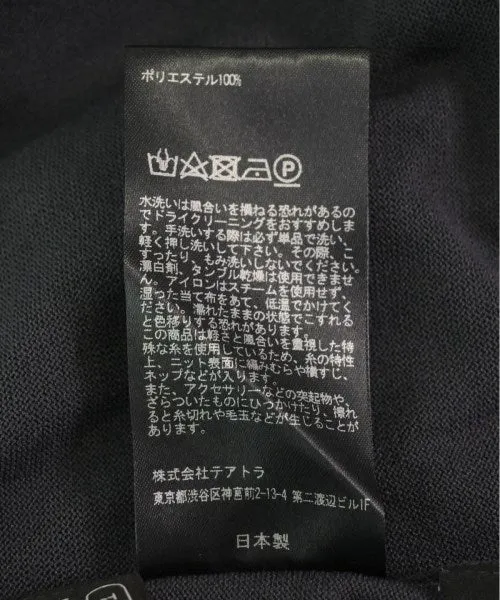 ポリエステル100%
P
水洗いは風合いを損ねる恐れがあるの
でドライクリーニングをおすすめしま
す。手洗いする際は必ず単品で洗い、
軽く押し洗いして下さい。その際、こ
すったり、もみ洗いしないでください。
漂白剤、タンブル乾燥は使用できませ
ん。アイロンはスチームを使用せず、
湿った当て布をあて、低温でかけてく
ださい。濡れたままの状態でこすれる
と色移りする恐れがあります。
この商品は軽さと風合いを重視した特
殊な糸を使用しているため、糸の特性
上、ニット表面に編みむらや横すじ、
ネップなどが入ります。
また、アクセサリーなどの突起物や、
ざらついたものにひっかけたり、擦れ
ると糸切れや毛玉などが生じることが
あります。
株式会社テアトラ
東京都渋谷区神宮前2-13-4 第二渡辺ビル1F
日本製